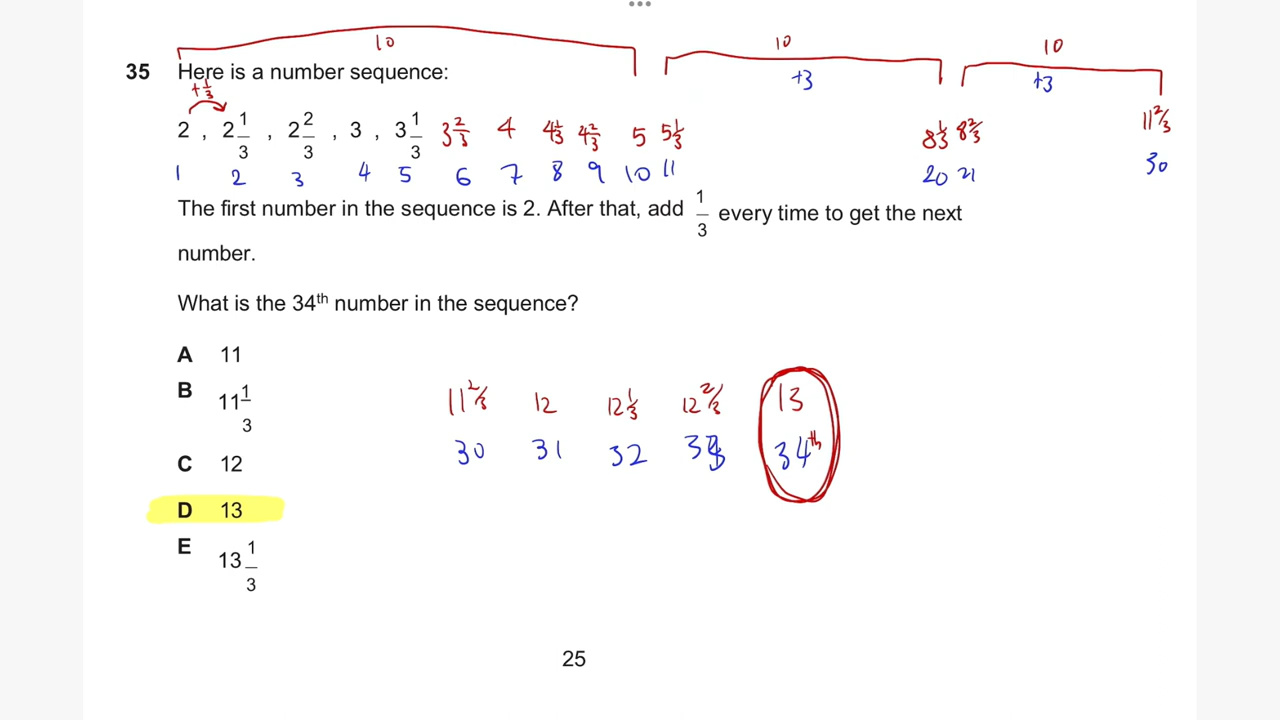 10 10 10
35 Here is a number sequence:
+3 +3
+1/3
2 , 2 1/3 , 2 2/3 , 3 , 3 1/3 3 2/3 4 4 1/3 4 2/3 5 5 1/3 8 1/3 8 2/3 11 2/3
1 2 3 4 5 6 7 8 9 10 11 20 21 30
The first number in the sequence is 2. After that, add 1/3 every time to get the next
number.
What is the 34th number in the sequence?
A 11
B 11 1/3
C 12
D 13
E 13 1/3
11 2/3 12 12 1/3 12 2/3 13
30 31 32 33 34th
25